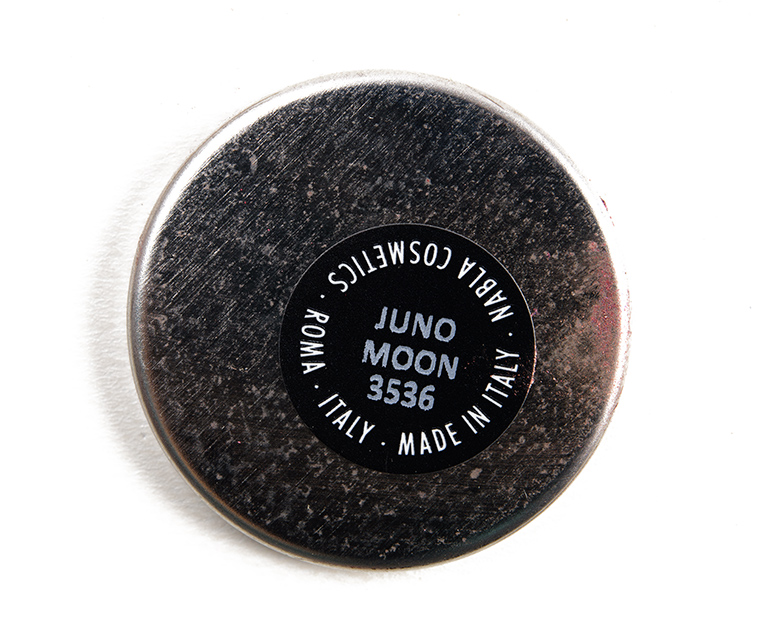 JUNO
MOON
3536
NABLA COSMETICS · ROMA · ITALY · MADE IN ITALY ·